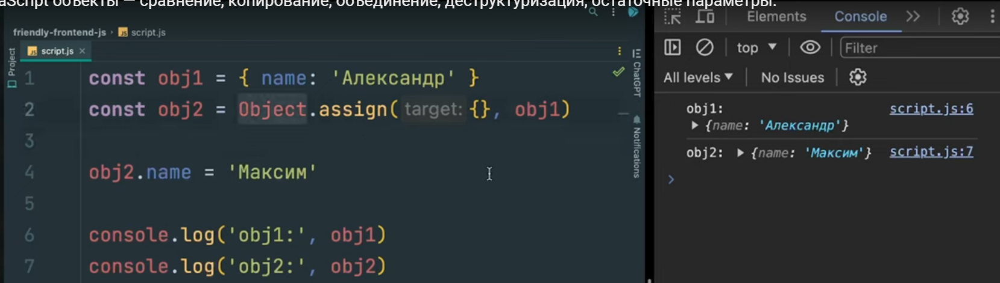 JavaScript объекты — сравнение, копирование, объединение, деструктуризация, остаточные параметры.
friendly-frontend-js › script.js
script.js ×
Project
1 const obj1 = { name: 'Александр' }
2 const obj2 = Object.assign( target: {}, obj1)
3
4 obj2.name = 'Максим'
5
6 console.log('obj1:', obj1)
7 console.log('obj2:', obj2)
ChatGPT
Notifications
Elements Console
top Filter
All levels No Issues
obj1: script.js:6
{name: 'Александр'}
obj2: {name: 'Максим'} script.js:7